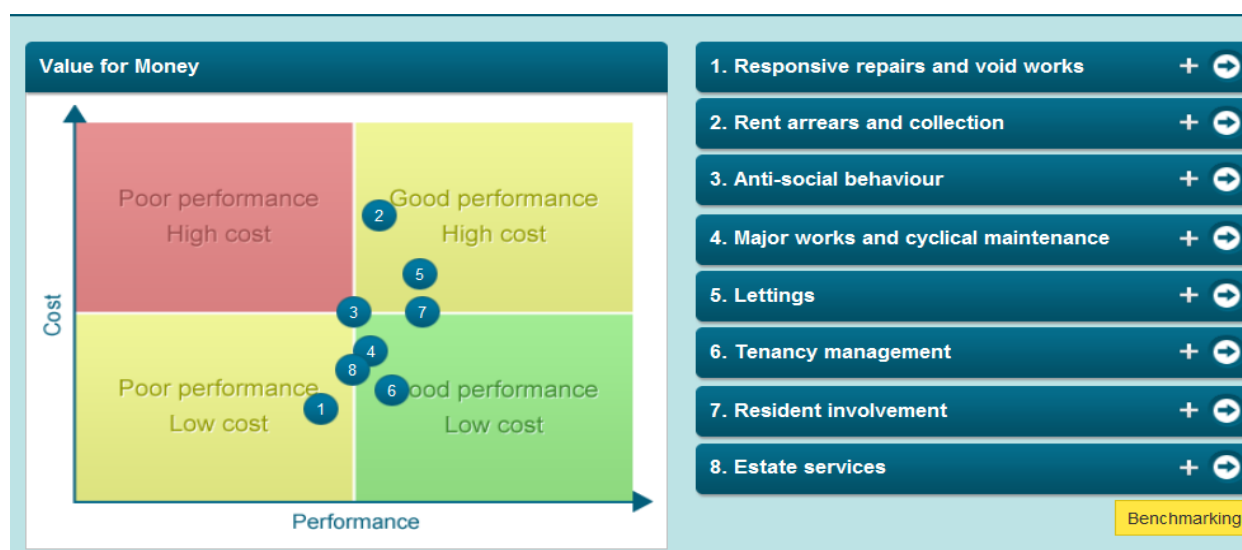 Value for Money
Poor performance
High cost
Good performance
High cost
2
5
3
7
4
8
6
1
Poor performance
Low cost
ood performance
Low cost
Cost
Performance
1. Responsive repairs and void works
2. Rent arrears and collection
3. Anti-social behaviour
4. Major works and cyclical maintenance
5. Lettings
6. Tenancy management
7. Resident involvement
8. Estate services
Benchmarking